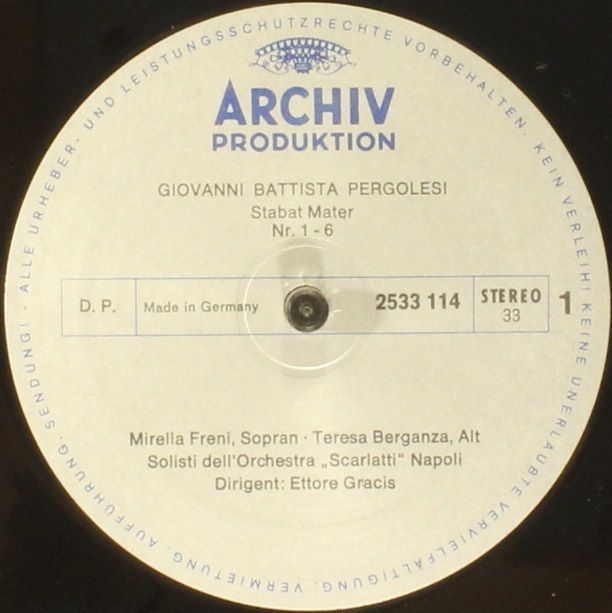 ALLE URHEBER- UND LEISTUNGSSCHUTZRECHTE VORBEHALTEN. KEIN VERLEIH! KEINE UNERLAUBTE VERVIELFÄLTIGUNG, VERMIETUNG, AUFFÜHRUNG, SENDUNG!
ARCHIV
PRODUKTION
GIOVANNI BATTISTA PERGOLESI
Stabat Mater
Nr. 1 - 6
D. P. Made in Germany 2533 114 STEREO 33 1
Mirella Freni, Sopran · Teresa Berganza, Alt
Solisti dell'Orchestra „Scarlatti“ Napoli
Dirigent: Ettore Gracis